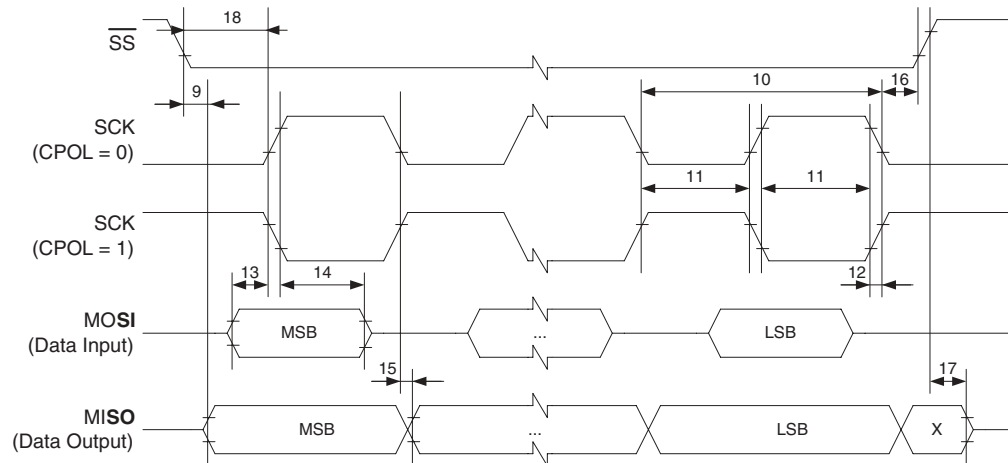 SS
18
9
10
16
SCK
(CPOL = 0)
11
11
SCK
(CPOL = 1)
13
14
12
MOSI
(Data Input)
MSB
...
LSB
15
17
MISO
(Data Output)
MSB
...
LSB
X